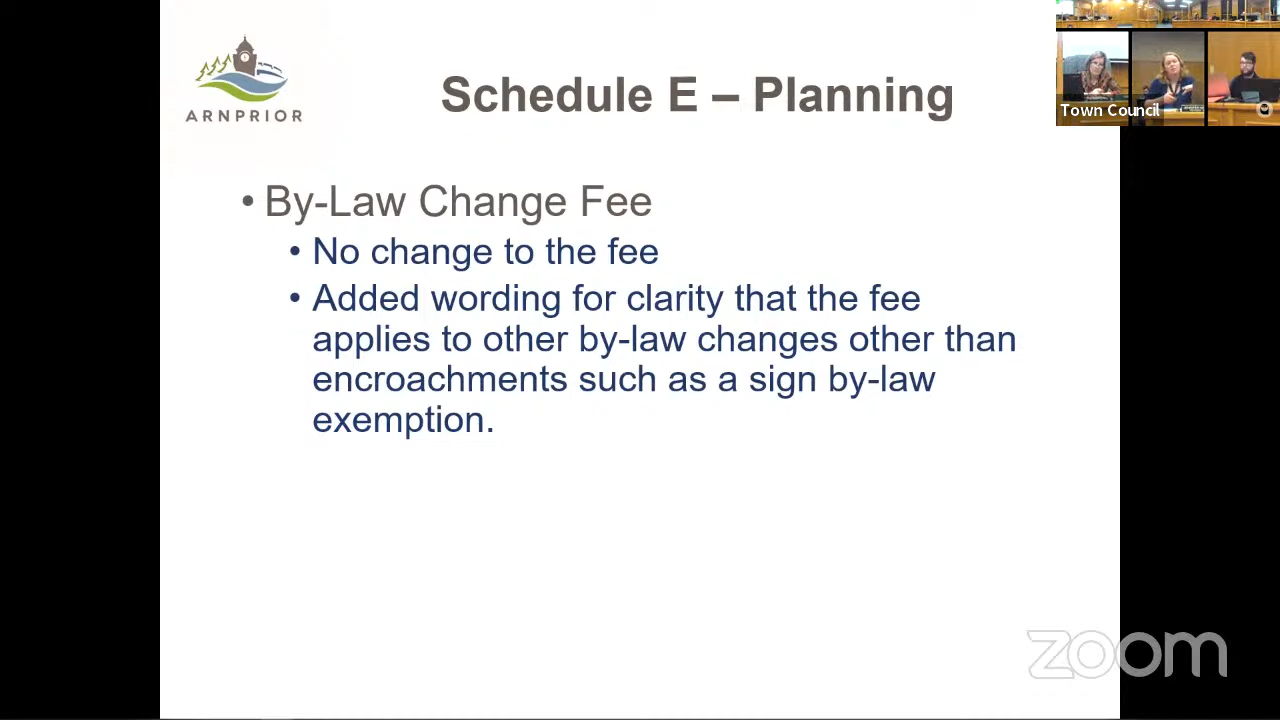 ARNPRIOR
Schedule E – Planning
Town Council
• By-Law Change Fee
• No change to the fee
• Added wording for clarity that the fee
applies to other by-law changes other than
encroachments such as a sign by-law
exemption.
zoom